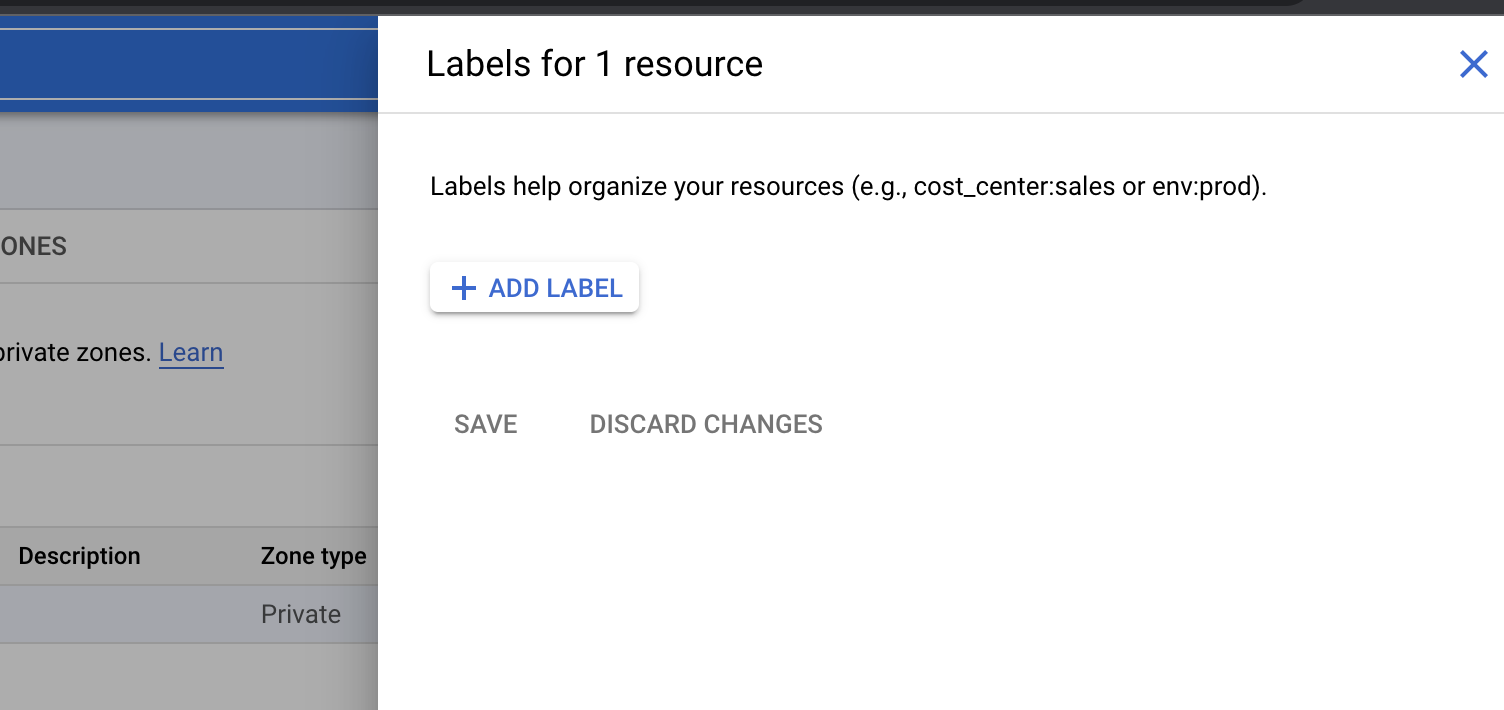 Labels for 1 resource
Labels help organize your resources (e.g., cost_center:sales or env:prod).
ADD LABEL
SAVE DISCARD CHANGES
ONES
private zones. Learn
Description Zone type
Private